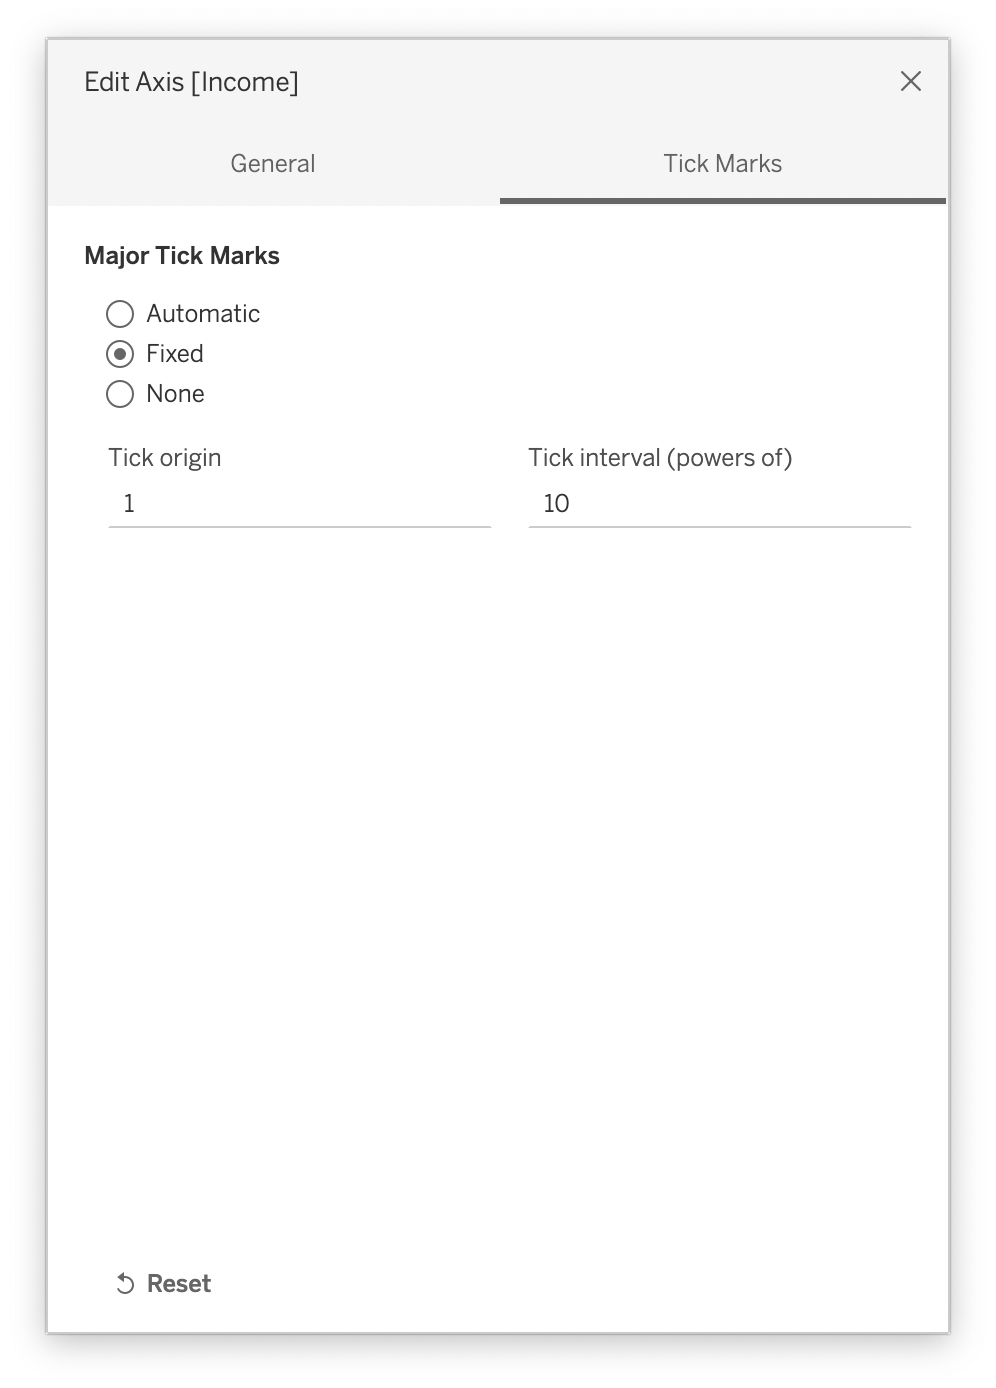 Edit Axis [Income]
General
Tick Marks
Major Tick Marks
Automatic
Fixed
None
Tick origin
Tick interval (powers of)
1
10
Reset